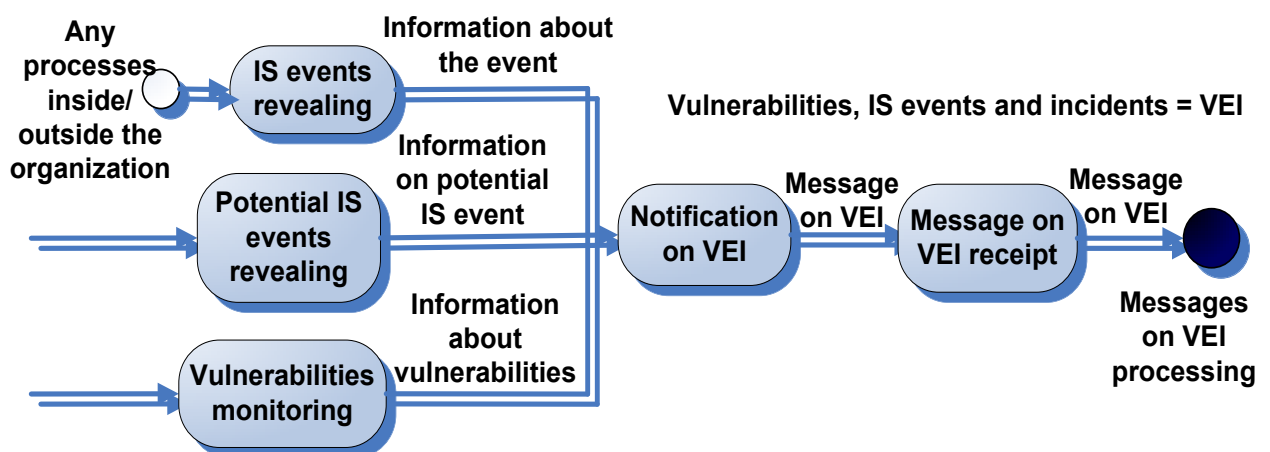 Any
processes
inside/
outside the
organization
IS events
revealing
Information about
the event
Vulnerabilities, IS events and incidents = VEI
Potential IS
events
revealing
Information
on potential
IS event
Notification
on VEI
Message
on VEI
Message on
VEI receipt
Message
on VEI
Messages
on VEI
processing
Vulnerabilities
monitoring
Information
about
vulnerabilities